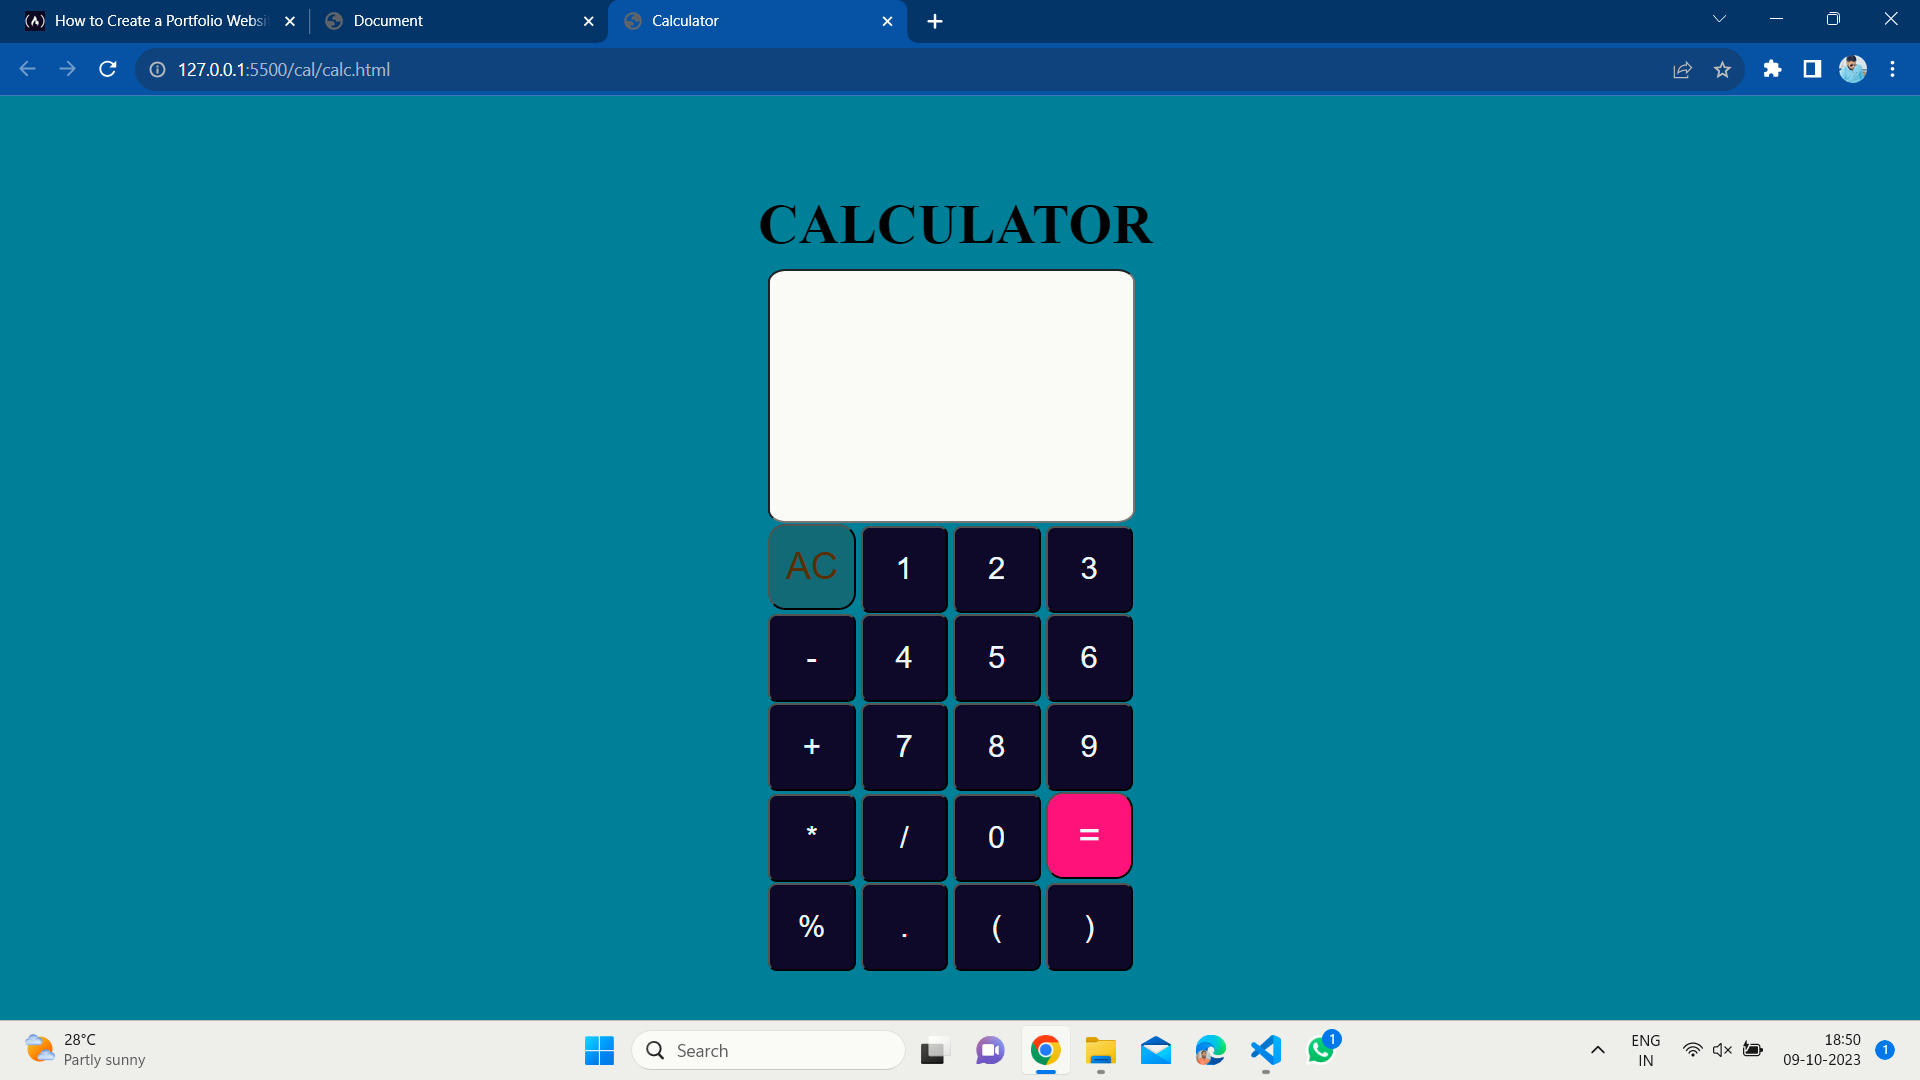 How to Create a Portfolio Websi
Document
Calculator
127.0.0.1:5500/cal/calc.html
CALCULATOR
AC 1 2 3
- 4 5 6
+ 7 8 9
* / 0 =
% . ( )
28°C
Partly sunny
Search
1
ENG
IN
18:50
09-10-2023
1